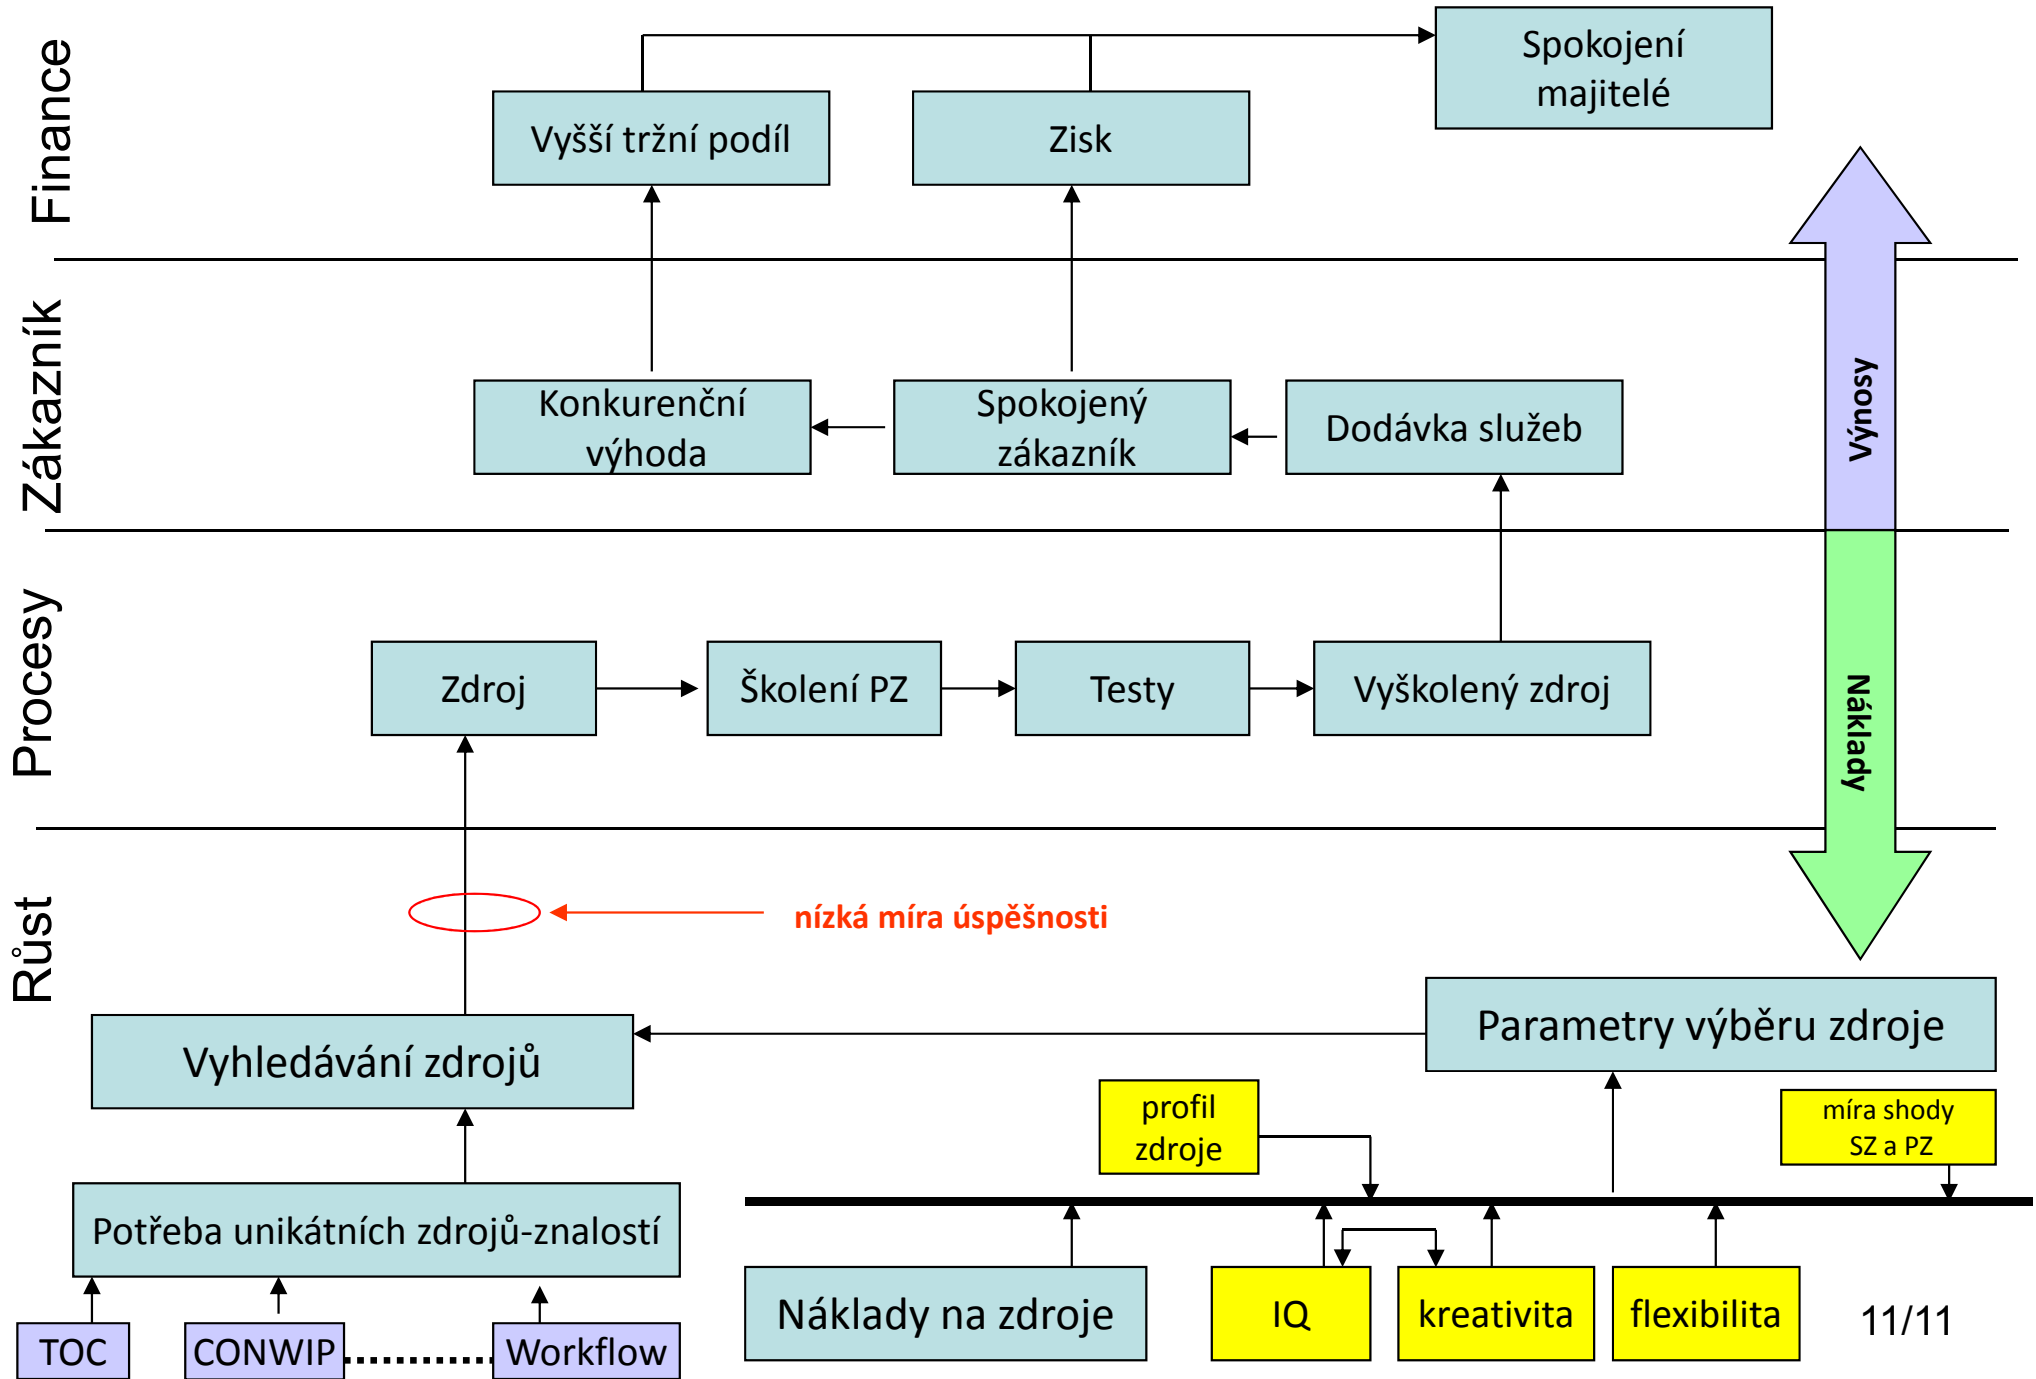 Finance
Spokojení
majitelé
Vyšší tržní podíl
Zisk
Zákazník
Konkurenční
výhoda
Spokojený
zákazník
Dodávka služeb
Výnosy
Procesy
Zdroj
Školení PZ
Testy
Vyškolený zdroj
Náklady
Růst
nízká míra úspěšnosti
Vyhledávání zdrojů
Parametry výběru zdroje
profil
zdroje
míra shody
SZ a PZ
Potřeba unikátních zdrojů-znalostí
Náklady na zdroje
IQ
kreativita
flexibilita
11/11
TOC
CONWIP
Workflow